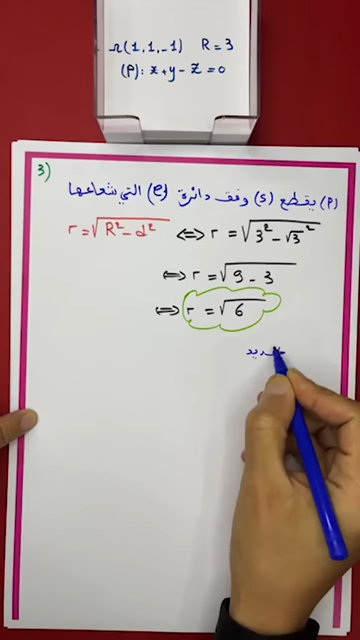 Ω(1,1,-1) R=3
(P): x+y-z=0
3)
(P) يقطع (S) وفق دائرة (C) التي شعاعها
r=√R²-d² ⟺ r=√3²-√3²
⟺ r=√9-3
⟺ r=√6